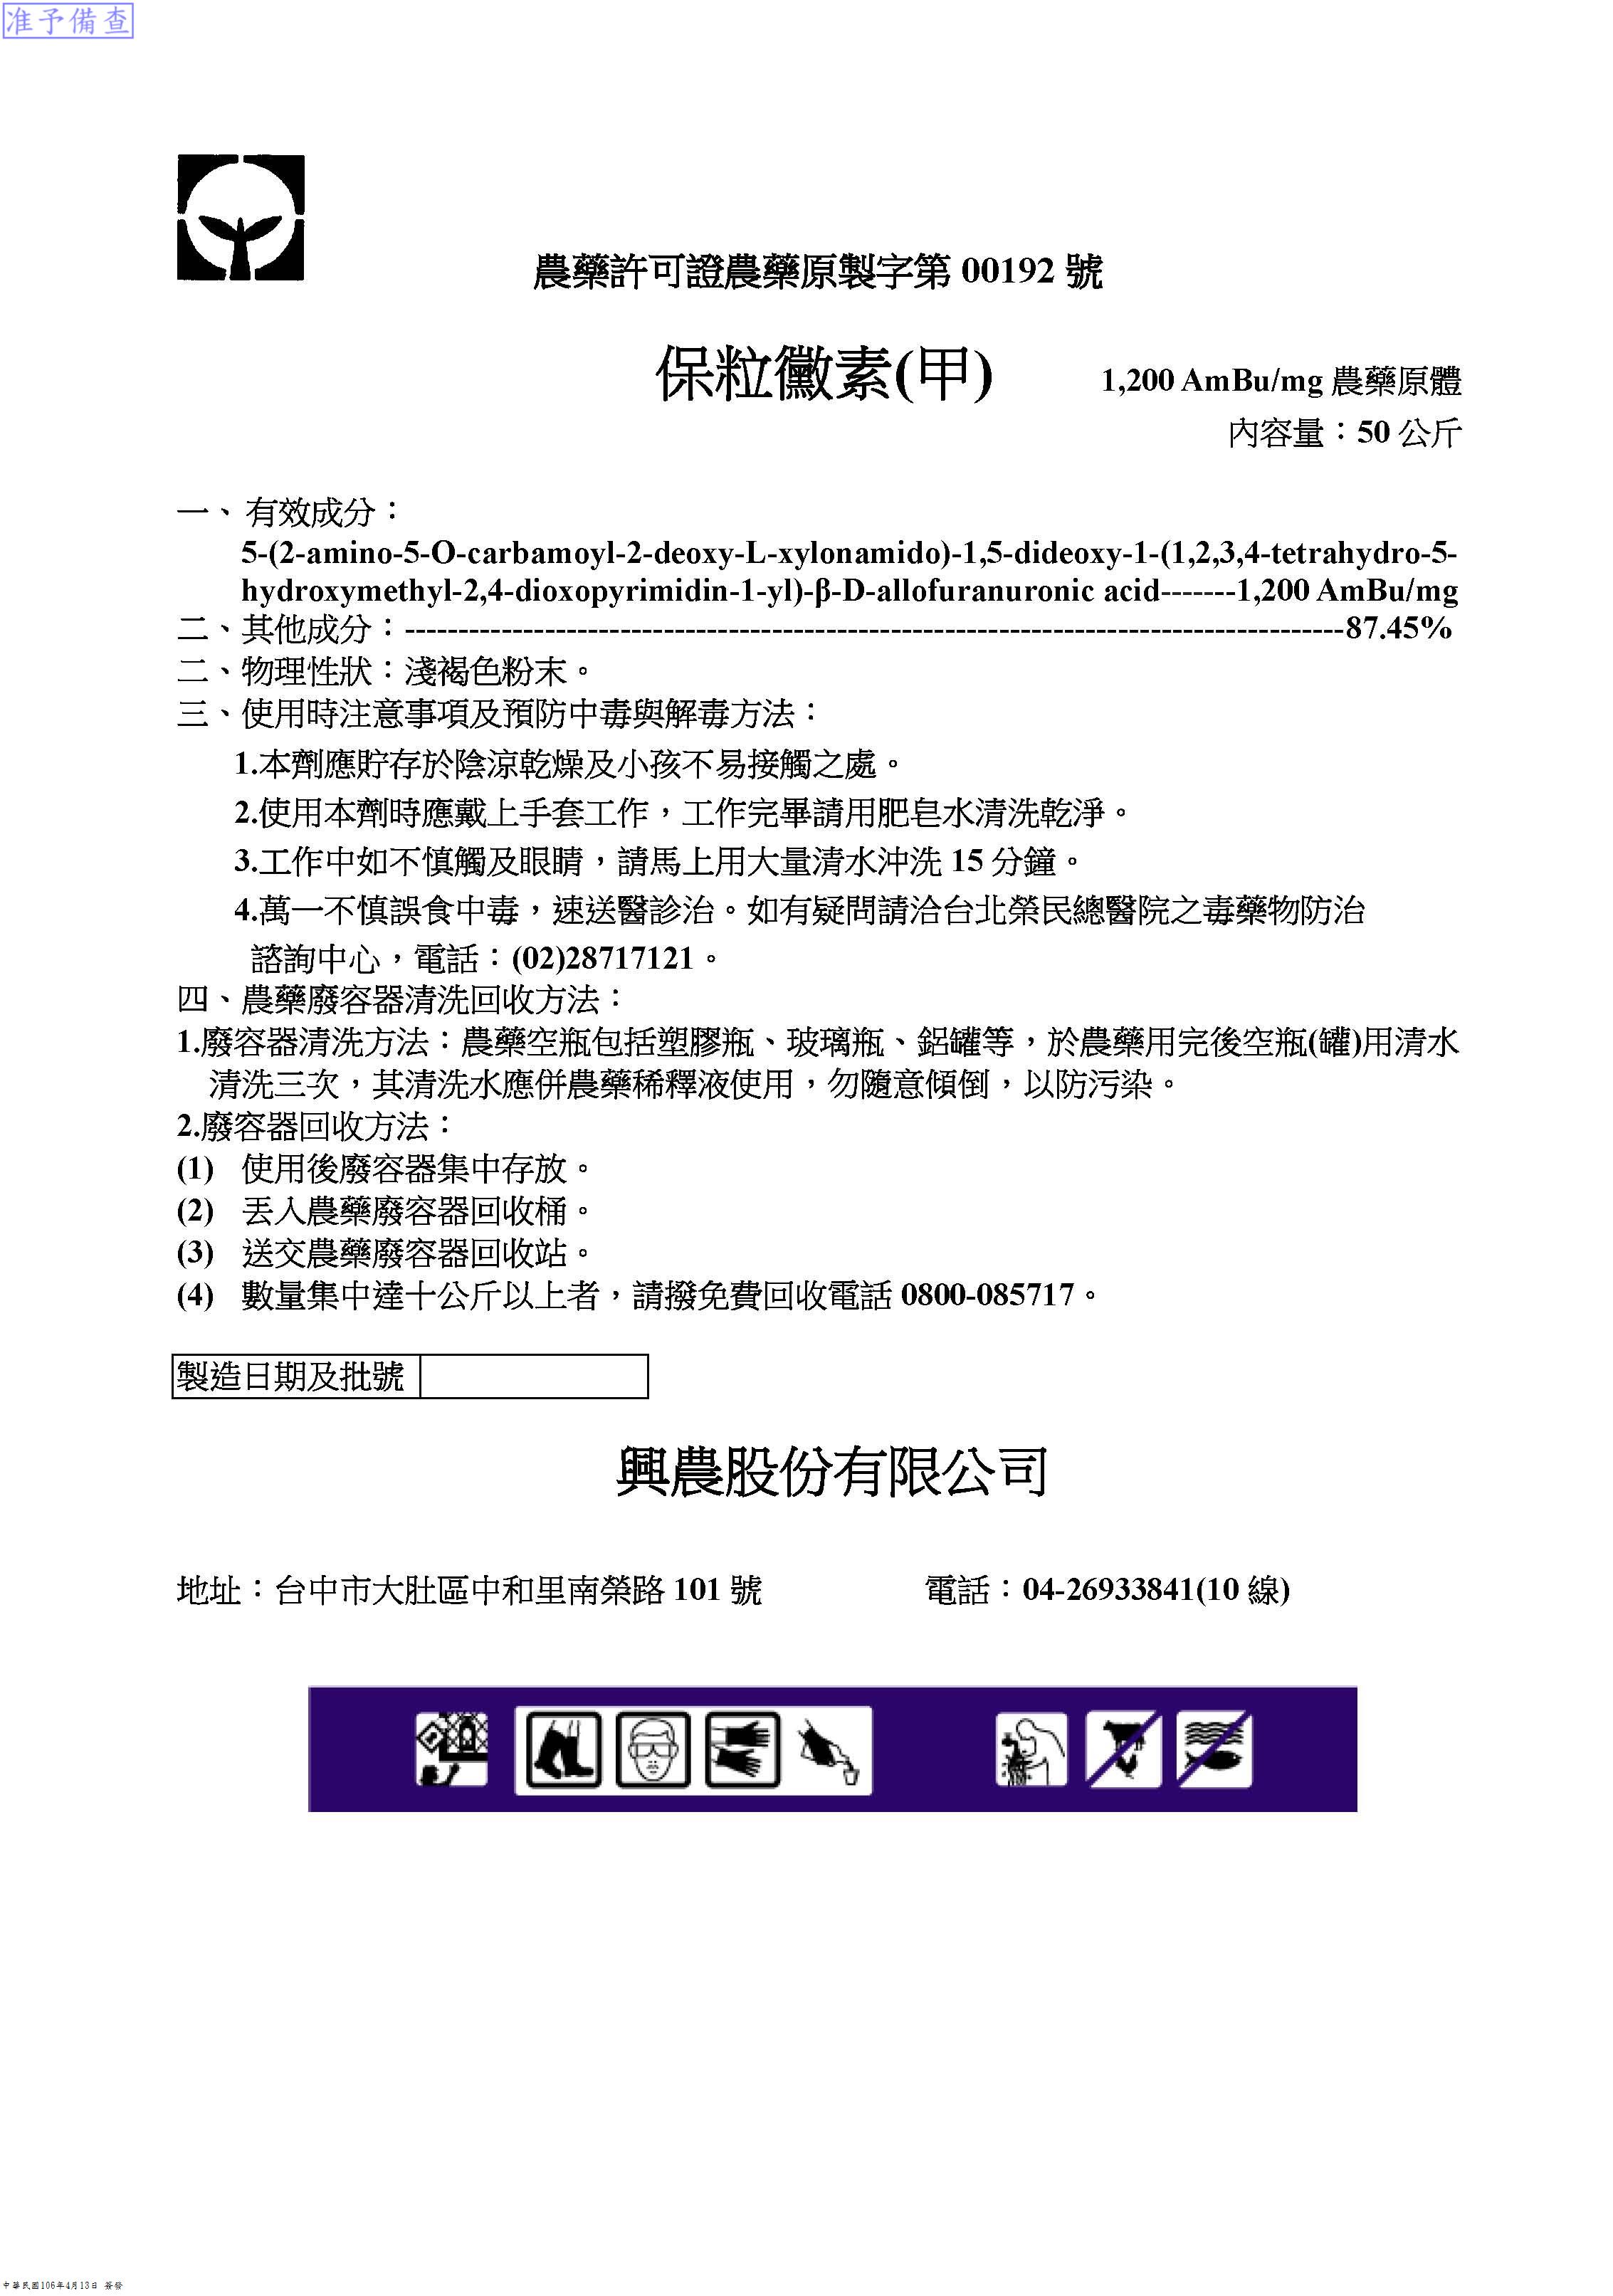 准予備查
農藥許可證農藥原製字第 00192 號
保粒黴素(甲) 1,200 AmBu/mg 農藥原體
內容量：50 公斤
一、有效成分：
5-(2-amino-5-O-carbamoyl-2-deoxy-L-xylonamido)-1,5-dideoxy-1-(1,2,3,4-tetrahydro-5-
hydroxymethyl-2,4-dioxopyrimidin-1-yl)-β-D-allofuranuronic acid-------1,200 AmBu/mg
二、其他成分：----------------------------------------------------------------------------------------87.45%
二、物理性狀：淺褐色粉末。
三、使用時注意事項及預防中毒與解毒方法：
1.本劑應貯存於陰涼乾燥及小孩不易接觸之處。
2.使用本劑時應戴上手套工作，工作完畢請用肥皂水清洗乾淨。
3.工作中如不慎觸及眼睛，請馬上用大量清水沖洗 15 分鐘。
4.萬一不慎誤食中毒，速送醫診治。如有疑問請洽台北榮民總醫院之毒藥物防治
諮詢中心，電話：(02)28717121。
四、農藥廢容器清洗回收方法：
1.廢容器清洗方法：農藥空瓶包括塑膠瓶、玻璃瓶、鋁罐等，於農藥用完後空瓶(罐)用清水
清洗三次，其清洗水應併農藥稀釋液使用，勿隨意傾倒，以防污染。
2.廢容器回收方法：
(1) 使用後廢容器集中存放。
(2) 丟入農藥廢容器回收桶。
(3) 送交農藥廢容器回收站。
(4) 數量集中達十公斤以上者，請撥免費回收電話 0800-085717。
製造日期及批號
興農股份有限公司
地址：台中市大肚區中和里南榮路 101 號 電話：04-26933841(10 線)
中華民國106年4月13日 簽發